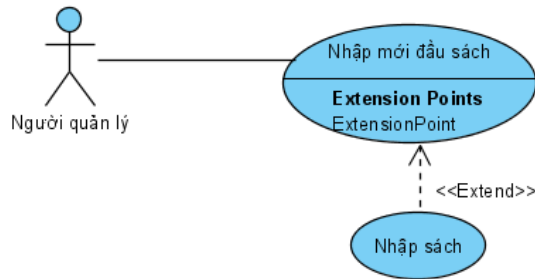 Nhập mới đầu sách
Extension Points
ExtensionPoint
Người quản lý
<<Extend>>
Nhập sách